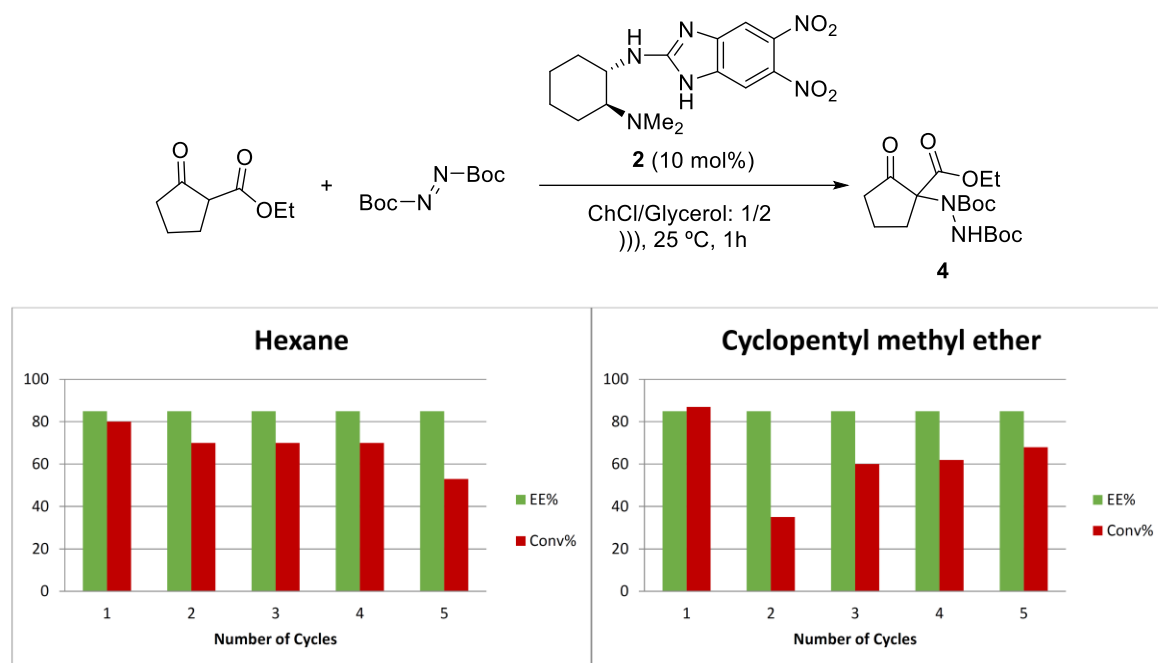 H
N
N
N
H
NO₂
NO₂
NMe₂
2 (10 mol%)
O
O
OEt
+
Boc
N
N
Boc
ChCl/Glycerol: 1/2
))), 25 ºC, 1h
O
O
OEt
NBoc
NHBoc
4
Hexane
100
80
60
40
20
0
1 2 3 4 5
Number of Cycles
EE%
Conv%
Cyclopentyl methyl ether
100
80
60
40
20
0
1 2 3 4 5
Number of Cycles
EE%
Conv%